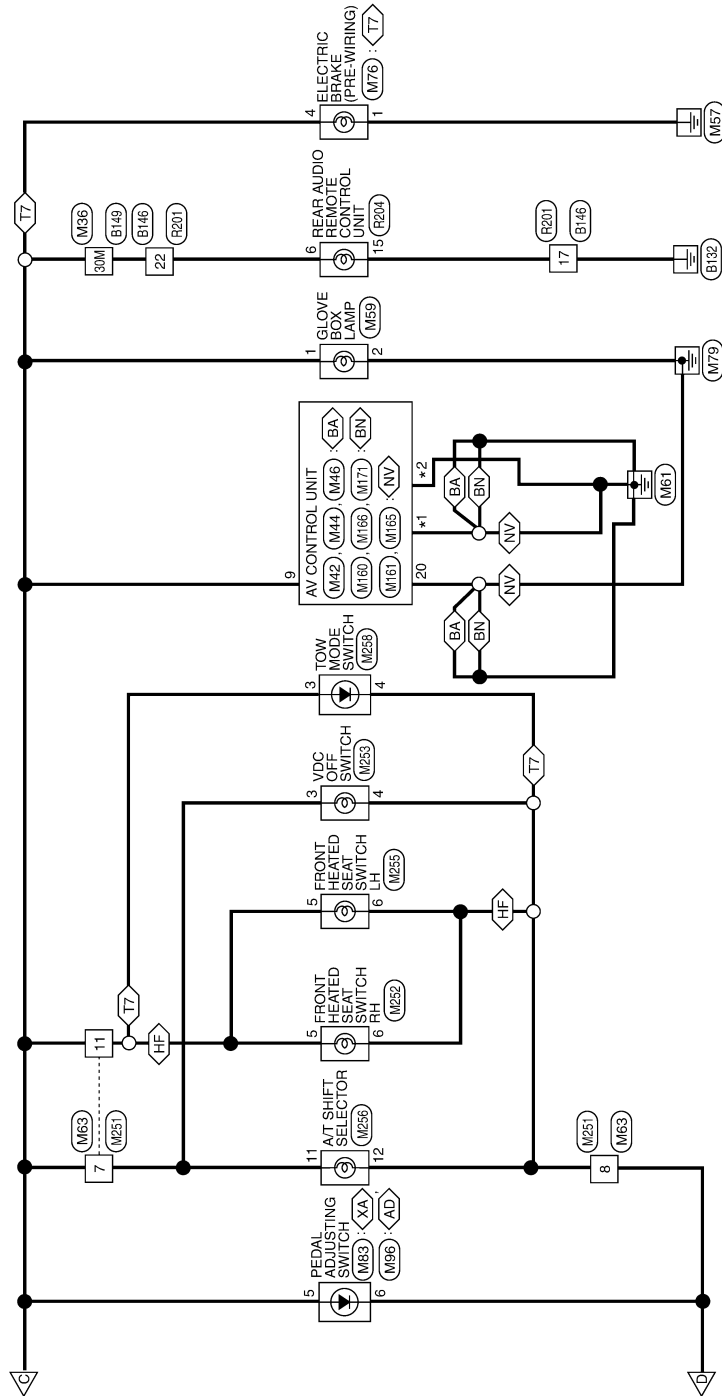 C
D
PEDAL
ADJUSTING
SWITCH
M83 : XA ,
M96 : AD
5
6
M63
7
M251
A/T SHIFT
SELECTOR
M256
11
12
M251
8
M63
11
T7
HF
FRONT
HEATED
SEAT
SWITCH
RH
M252
5
6
FRONT
HEATED
SEAT
SWITCH
LH
M255
5
6
HF
VDC
OFF
SWITCH
M253
3
4
T7
TOW
MODE
SWITCH
M258
3
4
9
AV CONTROL UNIT
M42 , M44 , M46 : BA
M160 , M166 , M171 : BN
M161 , M165 : NV
20
*1
*2
BA
BN
NV
BA
BN
NV
M61
GLOVE
BOX
LAMP
M59
1
2
M79
M36
30M
B149
B146
22
R201
REAR AUDIO
REMOTE
CONTROL
UNIT
R204
6
15
R201
17
B146
B132
T7
ELECTRIC
BRAKE
(PRE-WIRING)
M76 : T7
4
1
M57